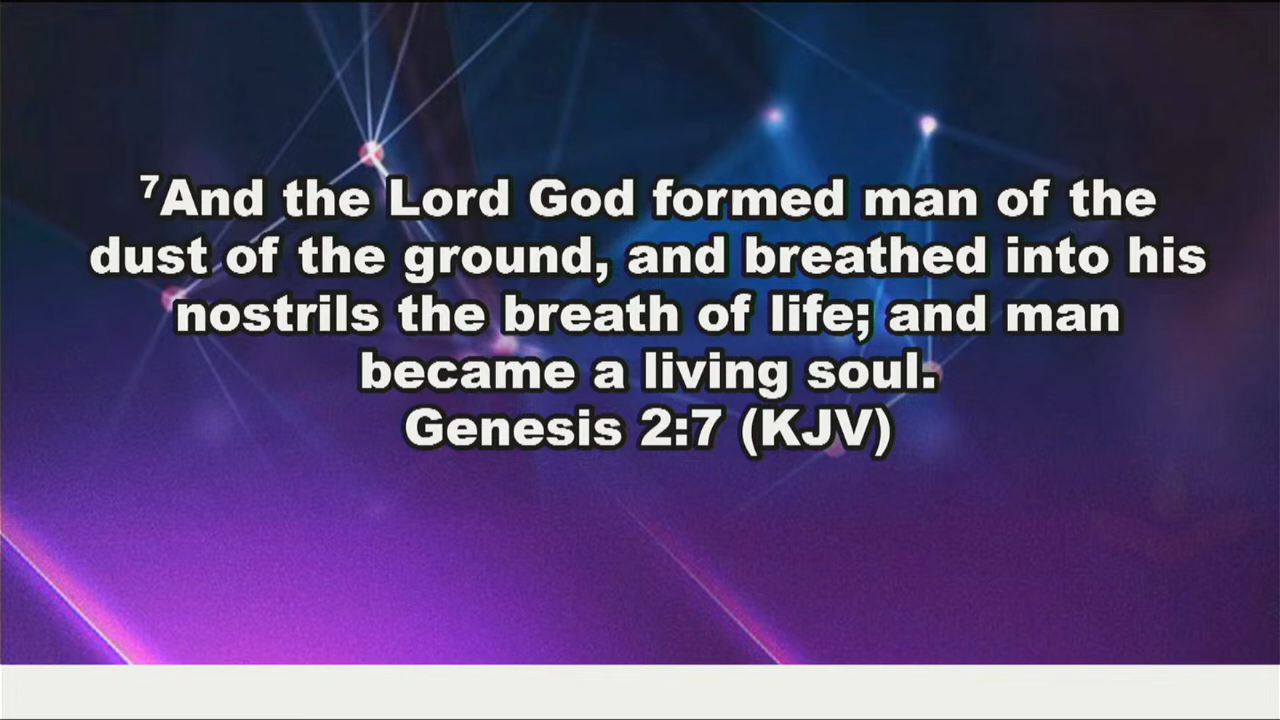 ⁷And the Lord God formed man of the
dust of the ground, and breathed into his
nostrils the breath of life; and man
became a living soul.
Genesis 2:7 (KJV)